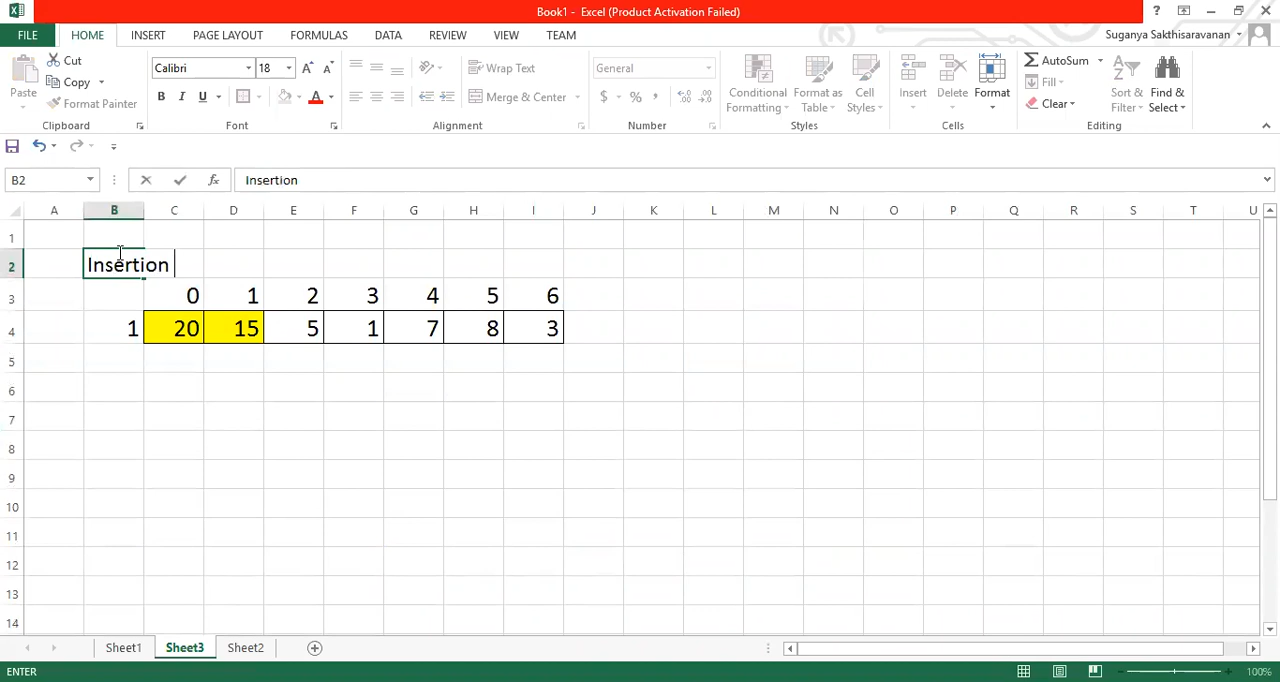 Book1 - Excel (Product Activation Failed)
FILE HOME INSERT PAGE LAYOUT FORMULAS DATA REVIEW VIEW TEAM
Suganya Sakthisaravanan
Paste
Cut
Copy
Format Painter
Clipboard
Calibri 18
B I U A
Font
Wrap Text
Merge & Center
Alignment
General
$ % ,
Number
Conditional Formatting
Format as Table
Cell Styles
Styles
Insert Delete Format
Cells
AutoSum
Fill
Clear
Sort & Filter
Find & Select
Editing
B2 fx Insertion
A B C D E F G H I J K L M N O P Q R S T U
1
2 Insertion
3 0 1 2 3 4 5 6
4 1 20 15 5 1 7 8 3
5
6
7
8
9
10
11
12
13
14
Sheet1 Sheet3 Sheet2
ENTER 100%